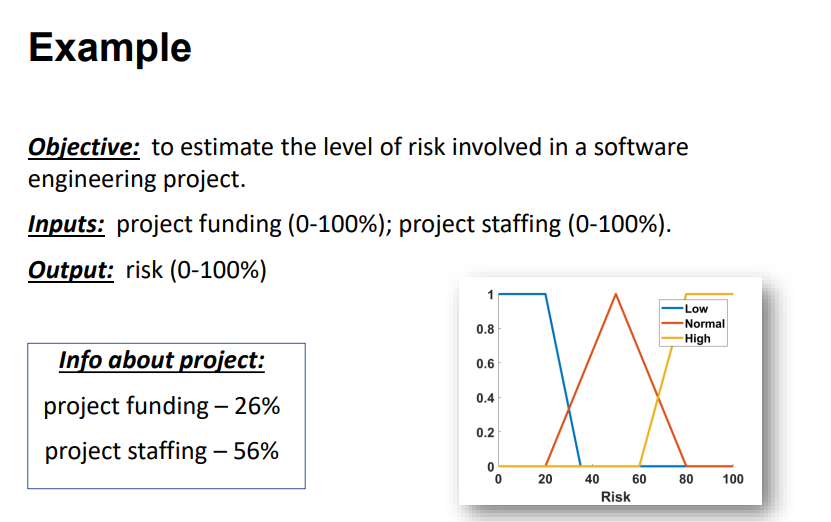 Example
Objective: to estimate the level of risk involved in a software
engineering project.
Inputs: project funding (0-100%); project staffing (0-100%).
Output: risk (0-100%)
Info about project:
project funding – 26%
project staffing – 56%
1
0.8
0.6
0.4
0.2
0
0 20 40 60 80 100
Risk
Low
Normal
High